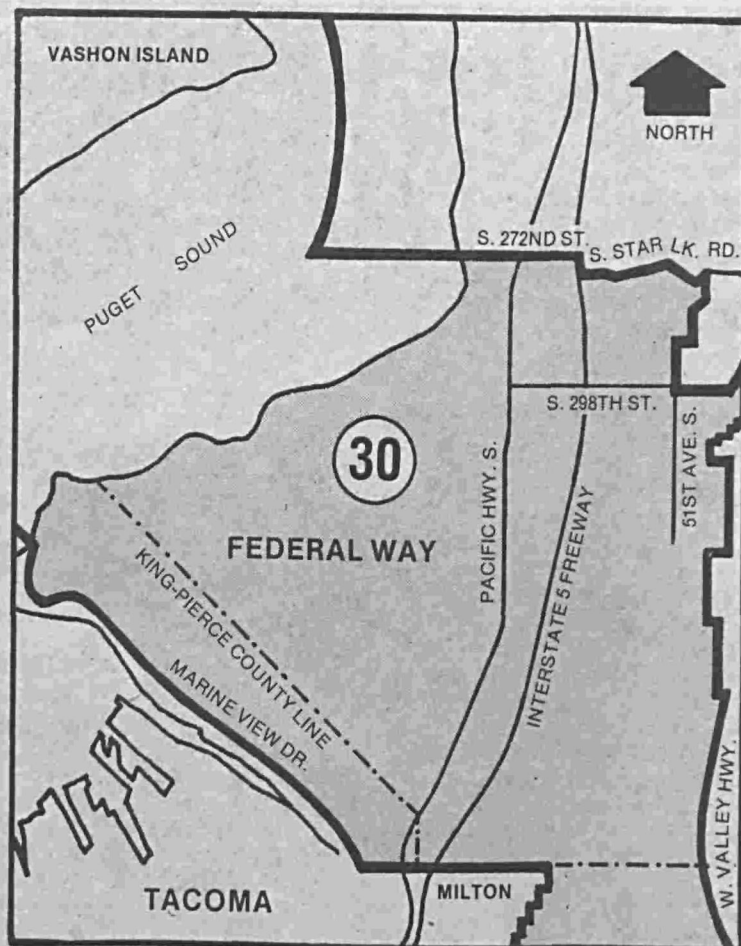 VASHON ISLAND
NORTH
PUGET SOUND
S. 272ND ST.
S. STAR LK. RD.
S. 298TH ST.
30
51ST AVE. S.
FEDERAL WAY
PACIFIC HWY. S.
INTERSTATE 5 FREEWAY
KING-PIERCE COUNTY LINE
MARINE VIEW DR.
W. VALLEY HWY.
TACOMA
MILTON